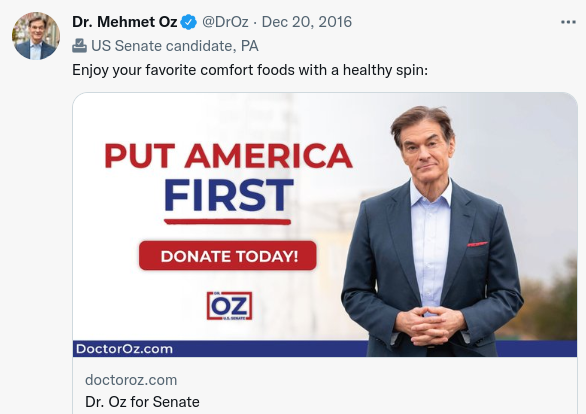 Dr. Mehmet Oz @DrOz · Dec 20, 2016
US Senate candidate, PA
Enjoy your favorite comfort foods with a healthy spin:
PUT AMERICA
FIRST
DONATE TODAY!
DR.
OZ
U.S. SENATE
DoctorOz.com
doctoroz.com
Dr. Oz for Senate